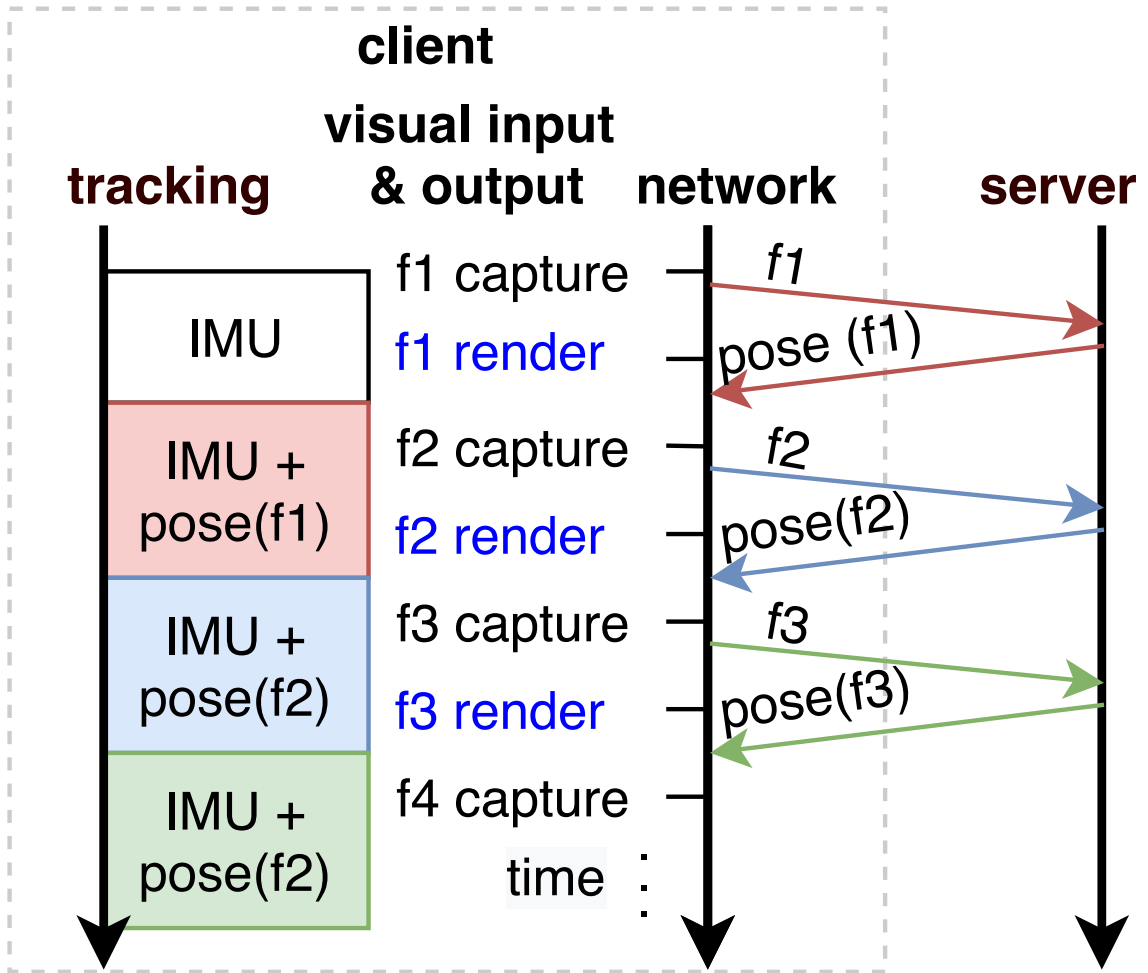 client
visual input
& output
tracking
network
server
f1 capture
f1
IMU
f1 render
pose (f1)
IMU +
pose(f1)
f2 capture
f2
f2 render
pose(f2)
IMU +
pose(f2)
f3 capture
f3
f3 render
pose(f3)
IMU +
pose(f2)
f4 capture
time